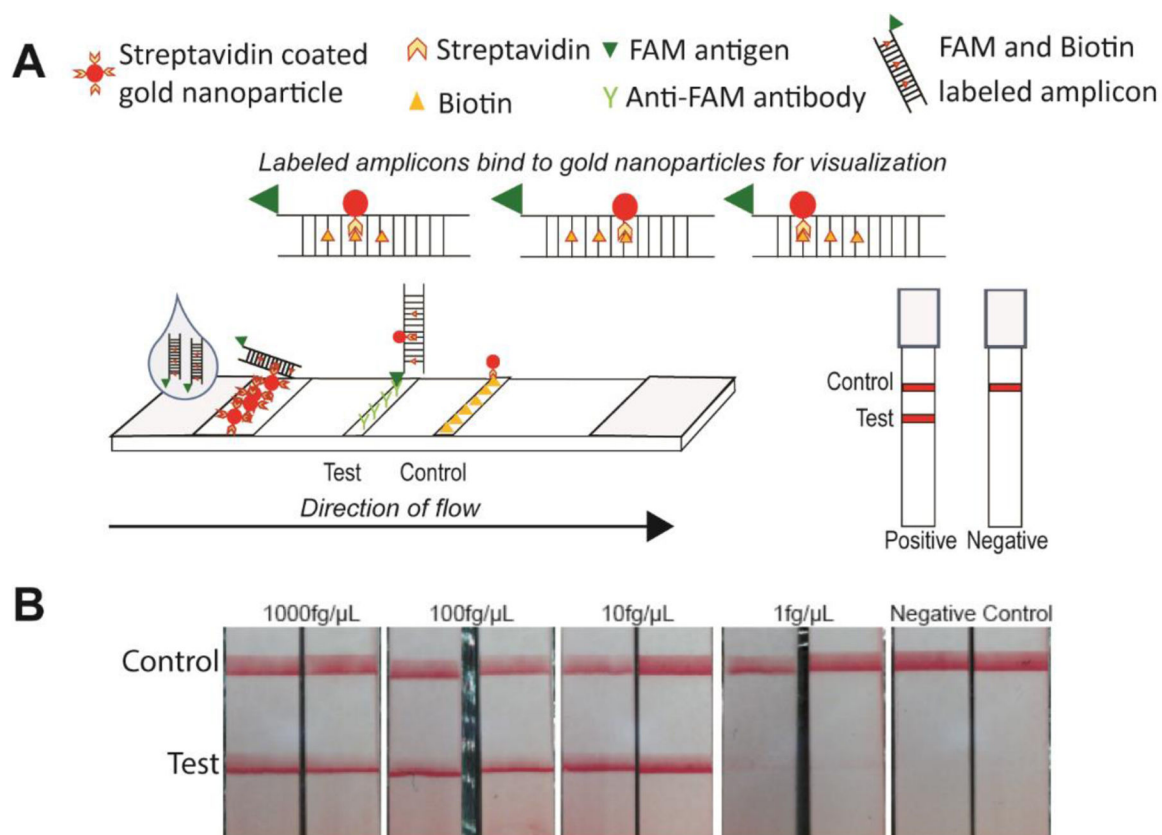 A
Streptavidin coated
gold nanoparticle
Streptavidin
Biotin
FAM antigen
Anti-FAM antibody
FAM and Biotin
labeled amplicon
Labeled amplicons bind to gold nanoparticles for visualization
Test Control
Direction of flow
Control
Test
Positive Negative
B
1000fg/µL 100fg/µL 10fg/µL 1fg/µL Negative Control
Control
Test